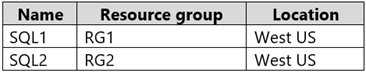 Name Resource group Location
SQL1 RG1 West US
SQL2 RG2 West US